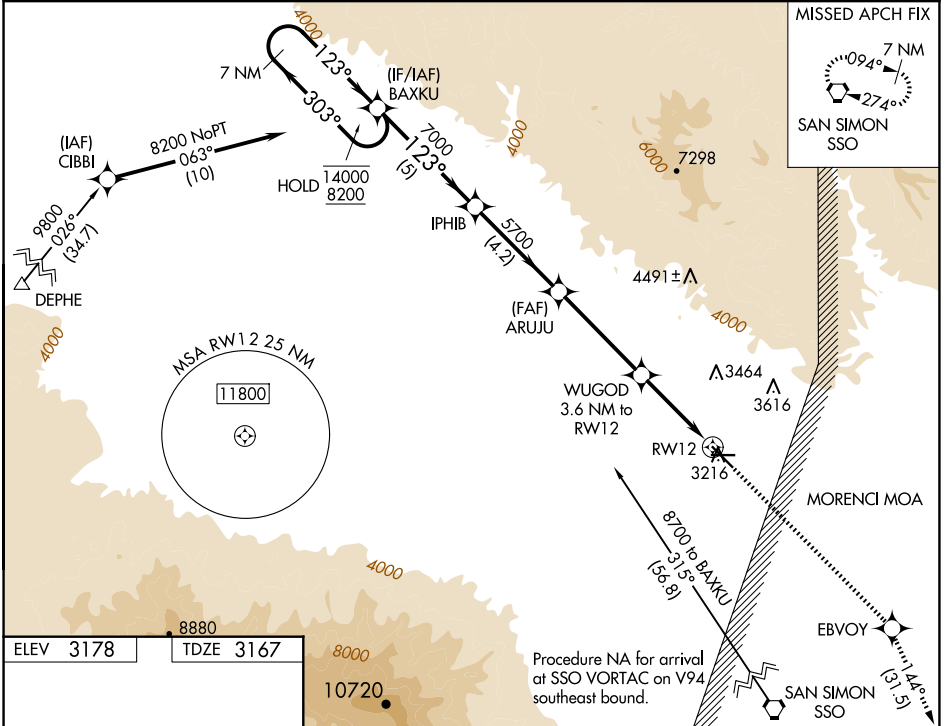 MISSED APCH FIX
7 NM
094°
274°
SAN SIMON
SSO
4000
7 NM
123°
303°
(IF/IAF)
BAXKU
7000
123°
(5)
4000
6000
7298
(IAF)
CIBBI
8200 NoPT
063°
(10)
HOLD 14000
8200
IPHIB
5700
(4.2)
9800
026°
(34.7)
DEPHE
4491±
(FAF)
ARUJU
4000
4000
MSA RW12 25 NM
11800
WUGOD
3.6 NM to
RW12
3464
3616
RW12
3216
MORENCI MOA
8700 to BAXKU
315°
(56.8)
4000
EBVOY
144°
(31.5)
8880
ELEV 3178
TDZE 3167
8000
10720
Procedure NA for arrival
at SSO VORTAC on V94
southeast bound.
SAN SIMON
SSO